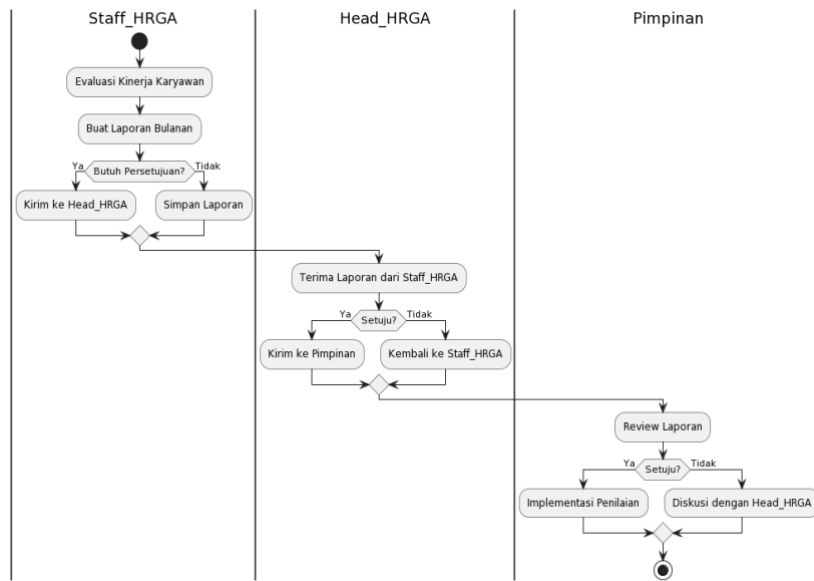 Staff_HRGA
Head_HRGA
Pimpinan
Evaluasi Kinerja Karyawan
Buat Laporan Bulanan
Ya
Butuh Persetujuan?
Tidak
Kirim ke Head_HRGA
Simpan Laporan
Terima Laporan dari Staff_HRGA
Ya
Setuju?
Tidak
Kirim ke Pimpinan
Kembali ke Staff_HRGA
Review Laporan
Ya
Setuju?
Tidak
Implementasi Penilaian
Diskusi dengan Head_HRGA